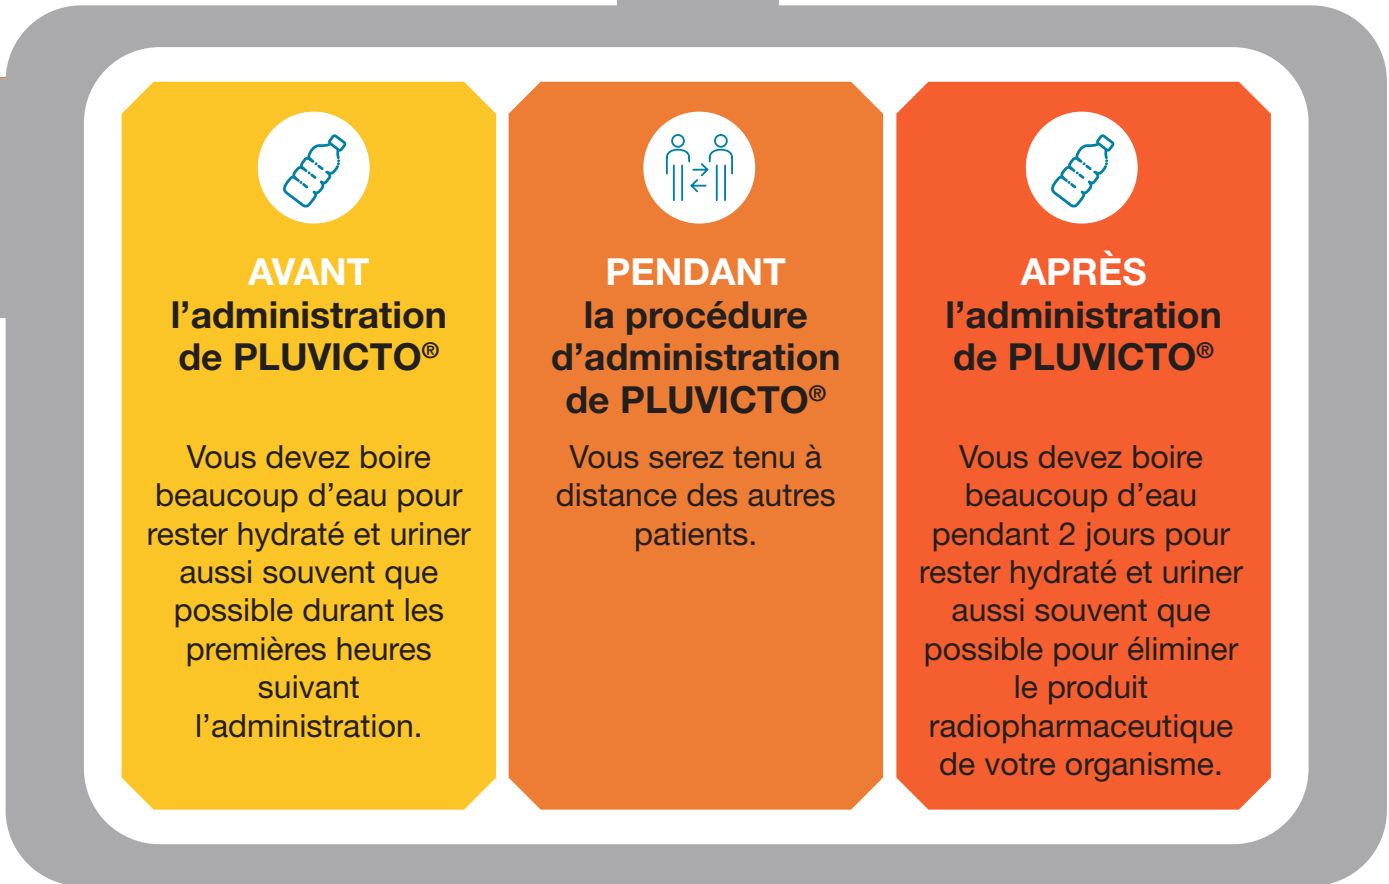 AVANT
l’administration
de PLUVICTO®
Vous devez boire
beaucoup d’eau pour
rester hydraté et uriner
aussi souvent que
possible durant les
premières heures
suivant
l’administration.
PENDANT
la procédure
d’administration
de PLUVICTO®
Vous serez tenu à
distance des autres
patients.
APRÈS
l’administration
de PLUVICTO®
Vous devez boire
beaucoup d’eau
pendant 2 jours pour
rester hydraté et uriner
aussi souvent que
possible pour éliminer
le produit
radiopharmaceutique
de votre organisme.